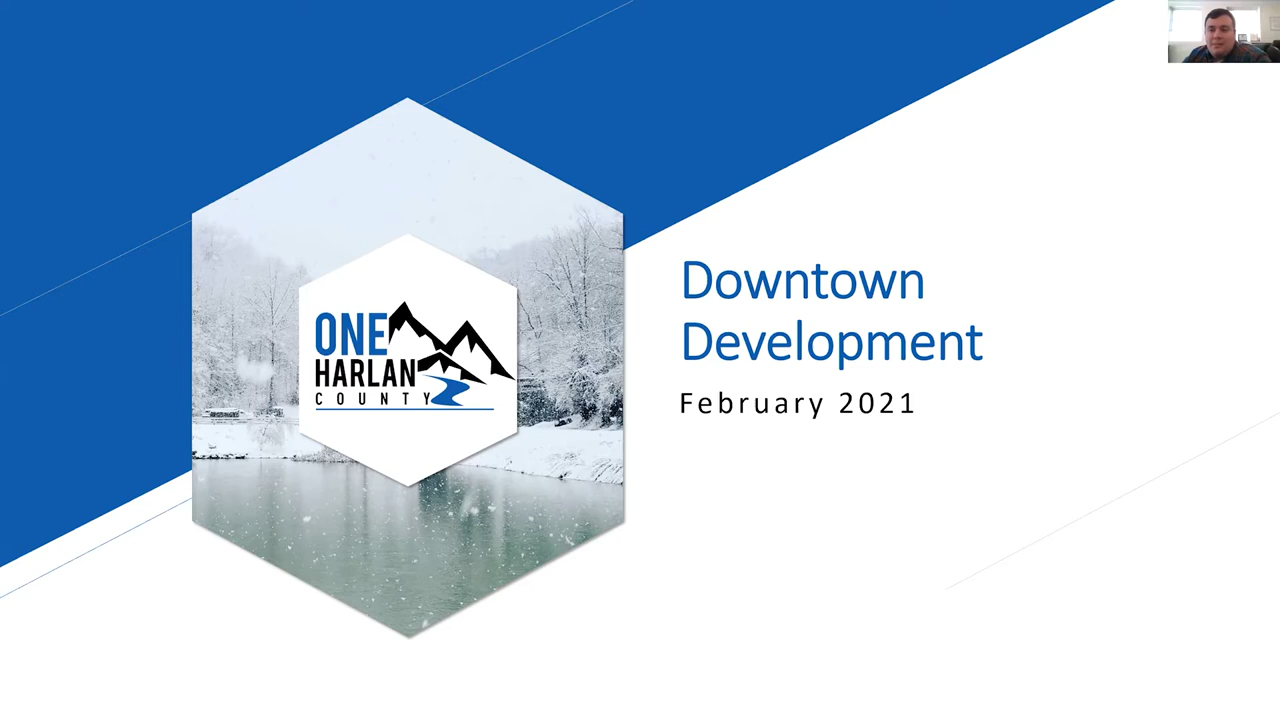 ONE
HARLAN
COUNTY
Downtown
Development
February 2021